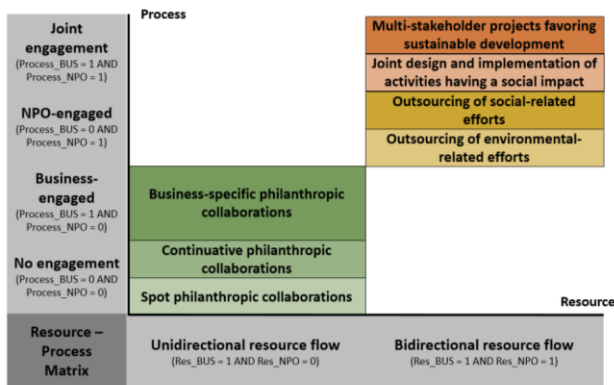 Process
Joint
engagement
(Process_BUS = 1 AND
Process_NPO = 1)
Multi-stakeholder projects favoring
sustainable development
Joint design and implementation of
activities having a social impact
NPO-engaged
(Process_BUS = 0 AND
Process_NPO = 1)
Outsourcing of social-related
efforts
Outsourcing of environmental-
related efforts
Business-
engaged
(Process_BUS = 1 AND
Process_NPO = 0)
Business-specific philanthropic
collaborations
No engagement
(Process_BUS = 0 AND
Process_NPO = 0)
Continuative philanthropic
collaborations
Spot philanthropic collaborations
Resource
Resource –
Process
Matrix
Unidirectional resource flow
(Res_BUS = 1 AND Res_NPO = 0)
Bidirectional resource flow
(Res_BUS = 1 AND Res_NPO = 1)